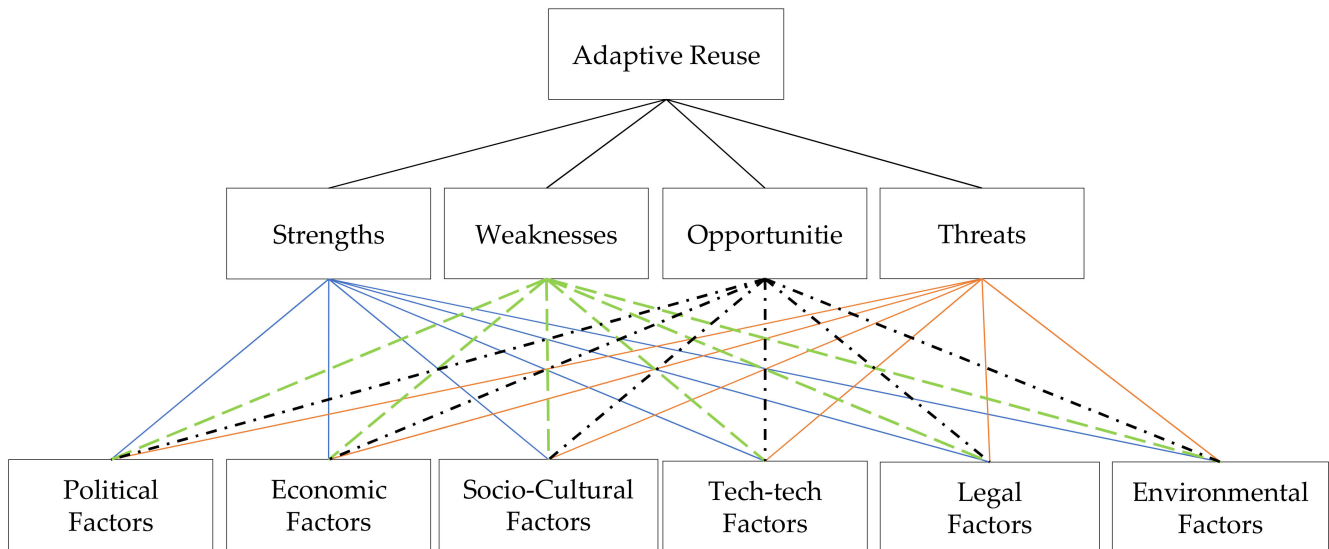 Adaptive Reuse
Strengths
Weaknesses
Opportunitie
Threats
Political
Factors
Economic
Factors
Socio-Cultural
Factors
Tech-tech
Factors
Legal
Factors
Environmental
Factors